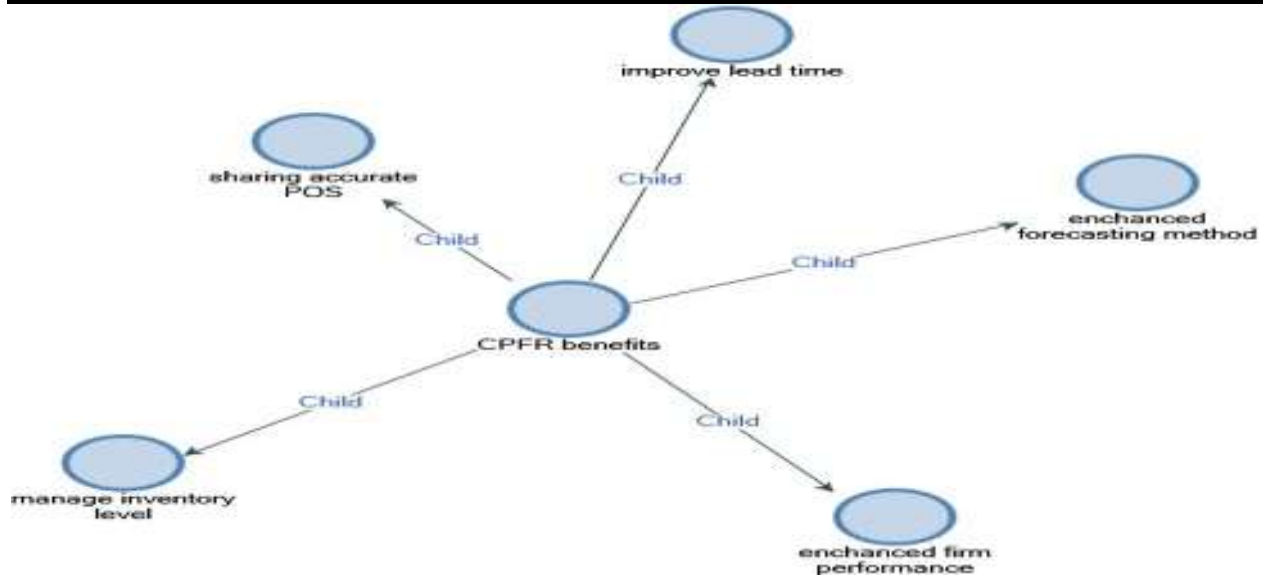 improve lead time
sharing accurate
POS
Child
enchanced
forecasting method
Child
Child
CPFR benefits
Child
Child
manage inventory
level
enchanced firm
performance